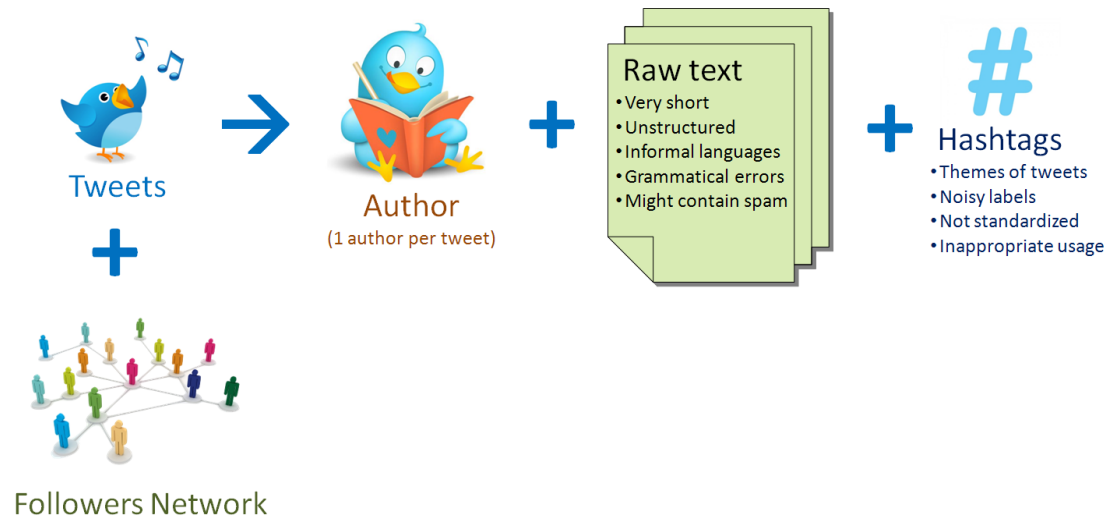 Tweets
Author
(1 author per tweet)
Raw text
•Very short
•Unstructured
•Informal languages
•Grammatical errors
•Might contain spam
#
Hashtags
•Themes of tweets
•Noisy labels
•Not standardized
•Inappropriate usage
Followers Network